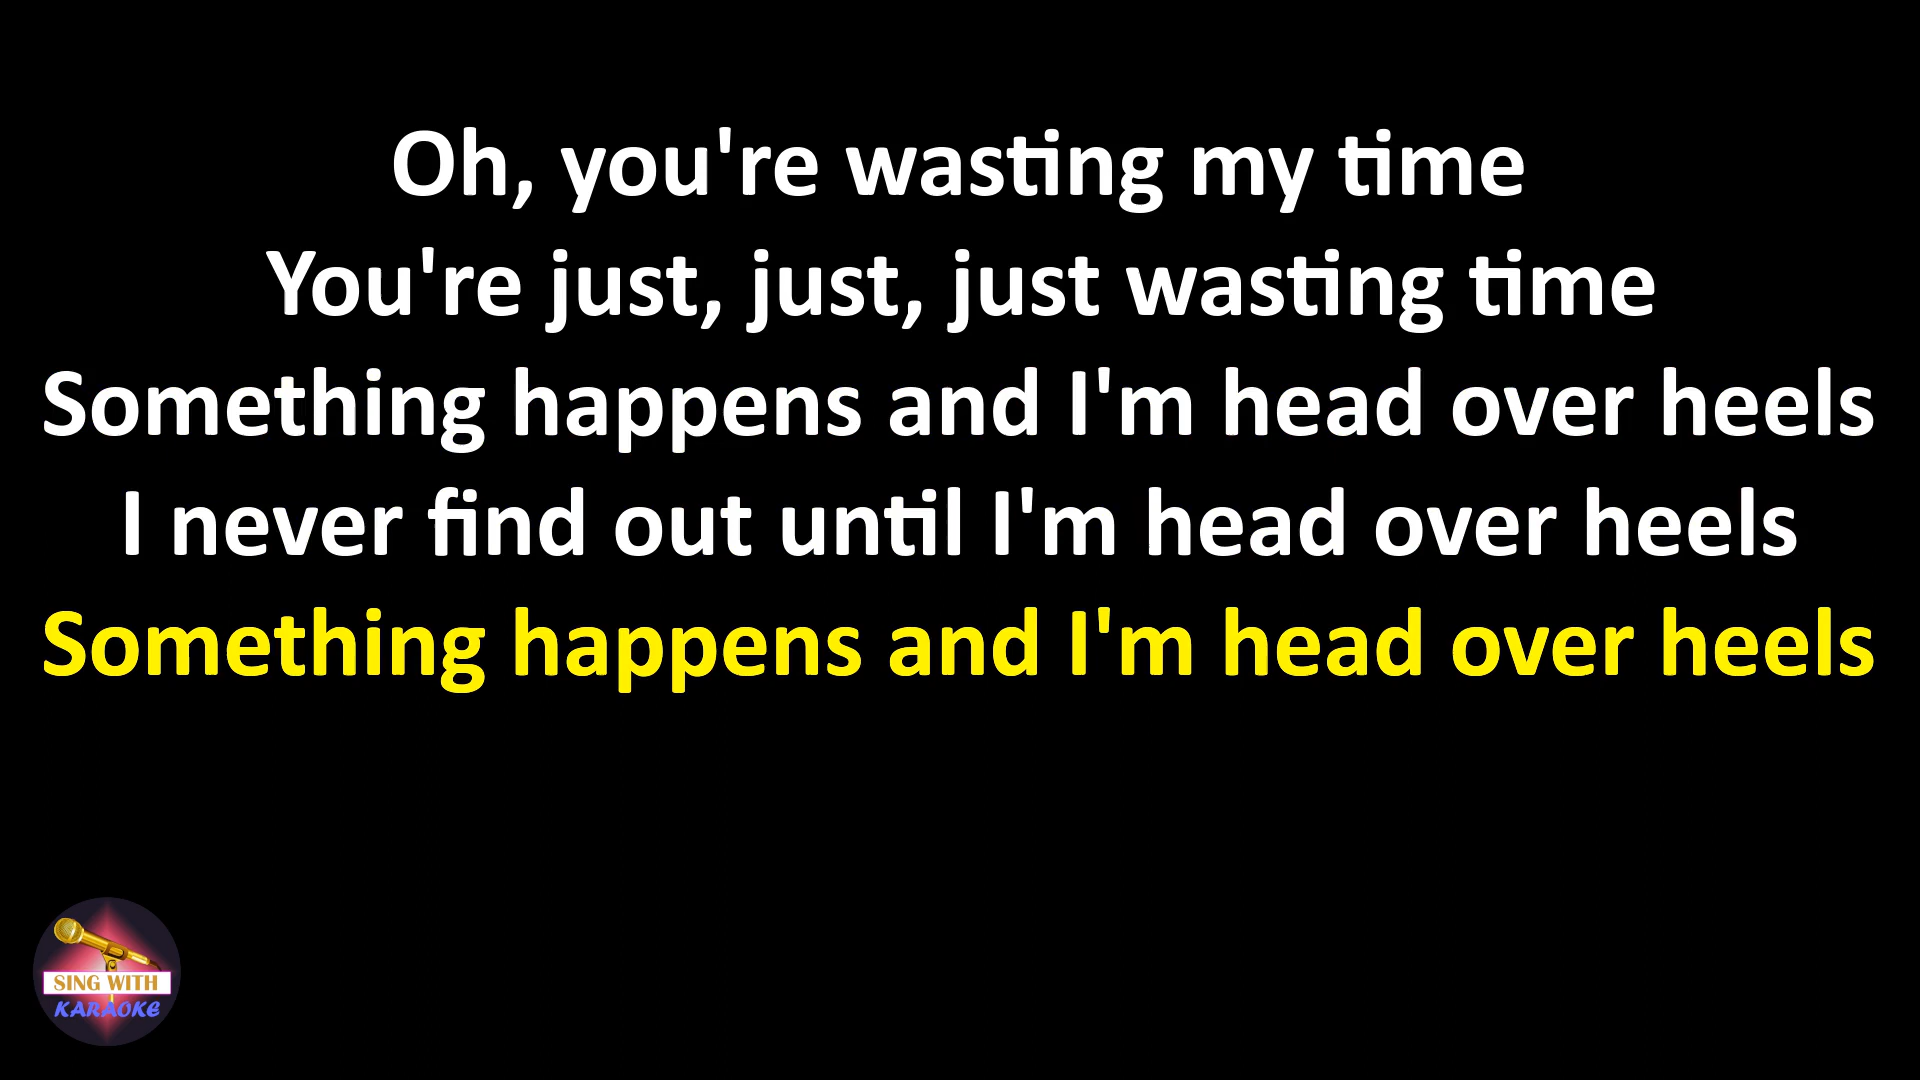 Oh, you're wasting my time
You're just, just, just wasting time
Something happens and I'm head over heels
I never find out until I'm head over heels
Something happens and I'm head over heels
SING WITH
KARAOKE